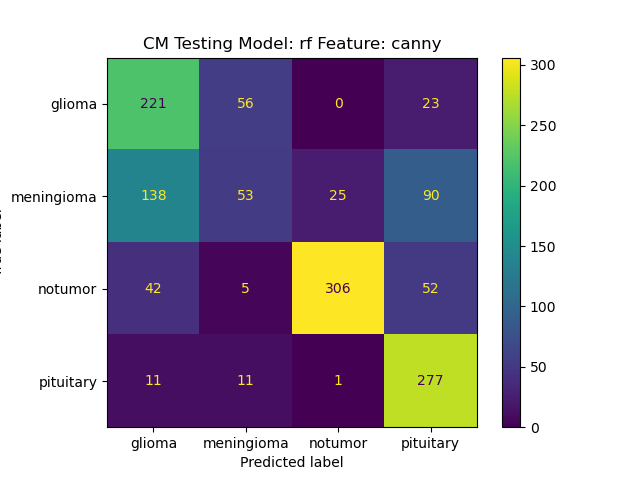 CM Testing Model: rf Feature: canny
glioma 221 56 0 23
meningioma 138 53 25 90
notumor 42 5 306 52
pituitary 11 11 1 277
glioma meningioma notumor pituitary
Predicted label
300
250
200
150
100
50
0